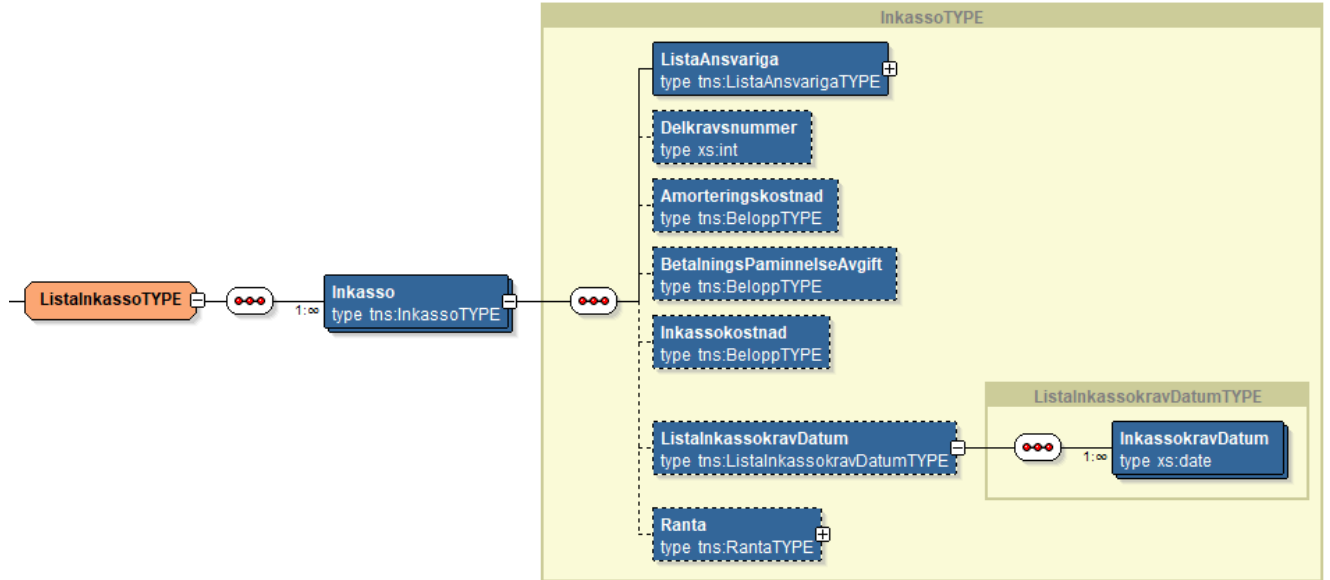 InkassoTYPE
ListaAnsvariga
type tns:ListaAnsvarigaTYPE
Delkravsnummer
type xs:int
Amorteringskostnad
type tns:BeloppTYPE
BetalningsPaminnelseAvgift
type tns:BeloppTYPE
ListaInkassoTYPE
1:∞
Inkasso
type tns:InkassoTYPE
Inkassokostnad
type tns:BeloppTYPE
ListaInkassokravDatumTYPE
ListaInkassokravDatum
type tns:ListaInkassokravDatumTYPE
1:∞
InkassokravDatum
type xs:date
Ranta
type tns:RantaTYPE